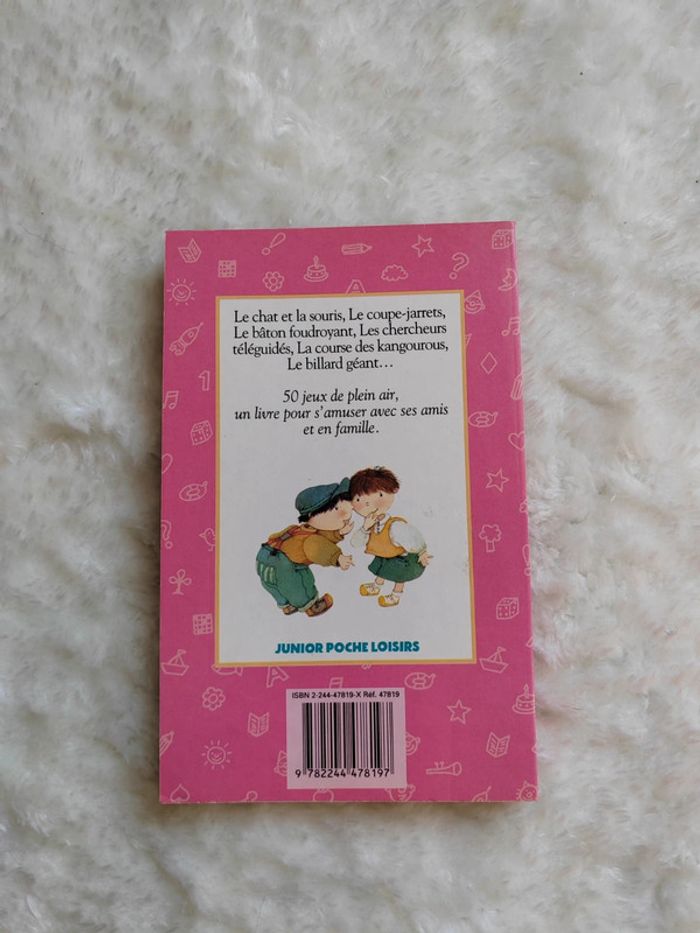 Le chat et la souris, Le coupe-jarrets,
Le bâton foudroyant, Les chercheurs
téléguidés, La course des kangourous,
Le billard géant...
50 jeux de plein air,
un livre pour s'amuser avec ses amis
et en famille.
JUNIOR POCHE LOISIRS
ISBN 2-244-47819-X Réf. 47819
9 782244 478197